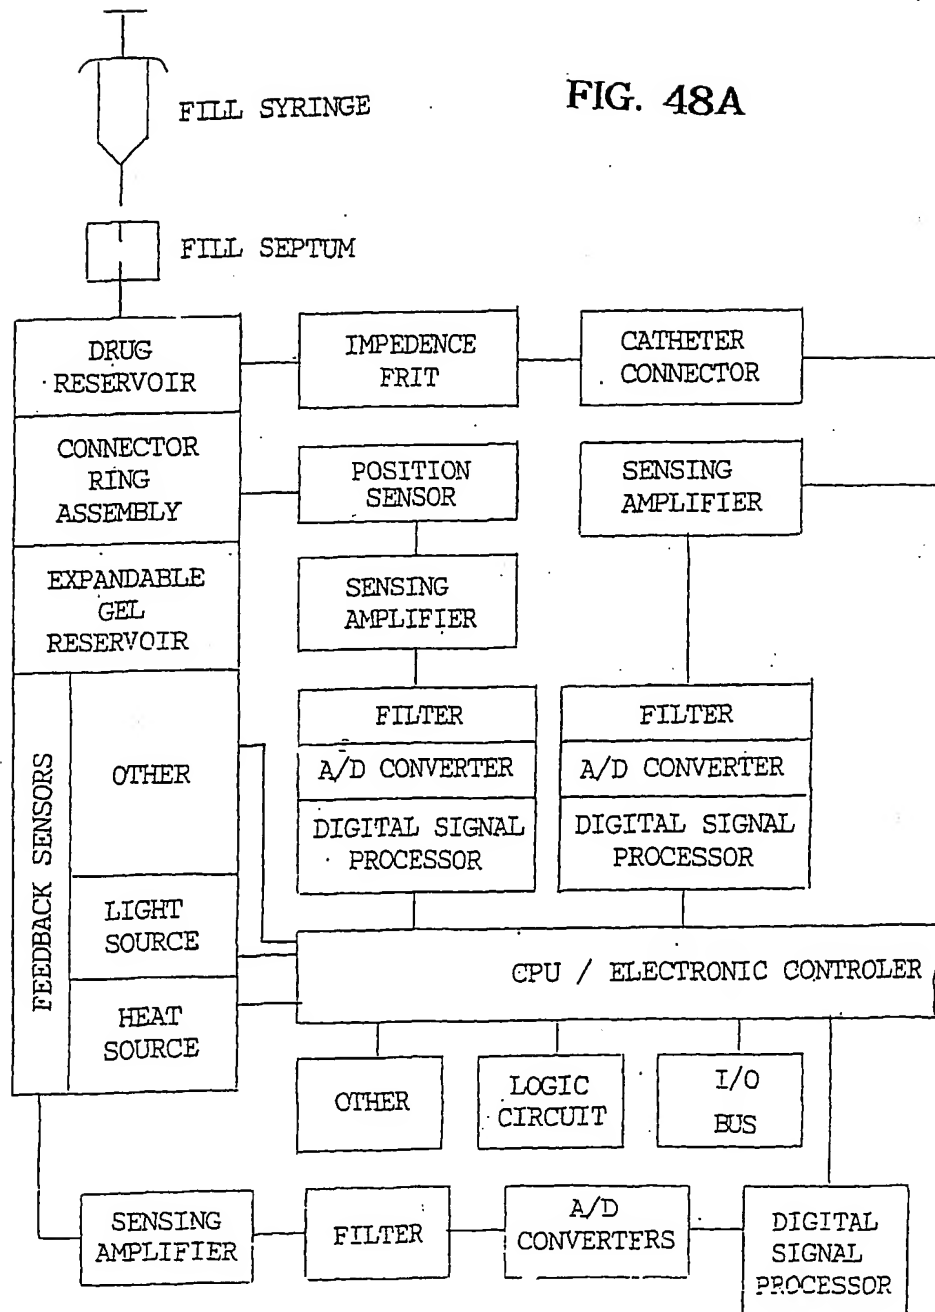 FIG. 48A
FILL SYRINGE
FILL SEPTUM
DRUG
RESERVOIR
IMPEDENCE
FRIT
CATHETER
CONNECTOR
CONNECTOR
RING
ASSEMBLY
POSITION
SENSOR
SENSING
AMPLIFIER
EXPANDABLE
GEL
RESERVOIR
SENSING
AMPLIFIER
FEEDBACK SENSORS
OTHER
FILTER
A/D CONVERTER
DIGITAL SIGNAL
PROCESSOR
FILTER
A/D CONVERTER
DIGITAL SIGNAL
PROCESSOR
LIGHT
SOURCE
HEAT
SOURCE
CPU / ELECTRONIC CONTROLER
OTHER
LOGIC
CIRCUIT
I/O
BUS
SENSING
AMPLIFIER
FILTER
A/D
CONVERTERS
DIGITAL
SIGNAL
PROCESSOR